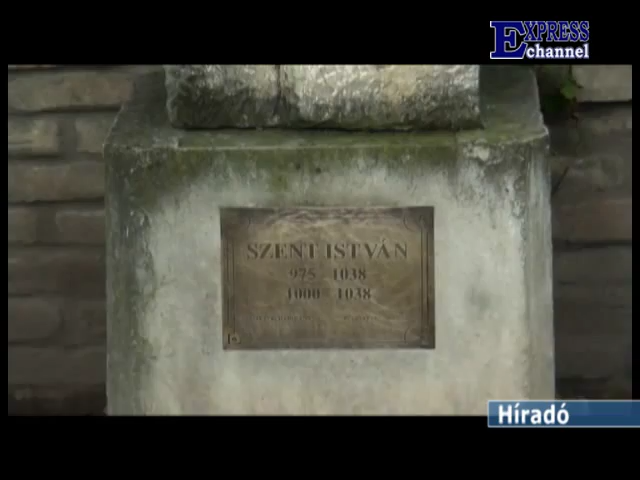 EXPRESS
channel
SZENT ISTVÁN
975 - 1038
1000 - 1038
Híradó